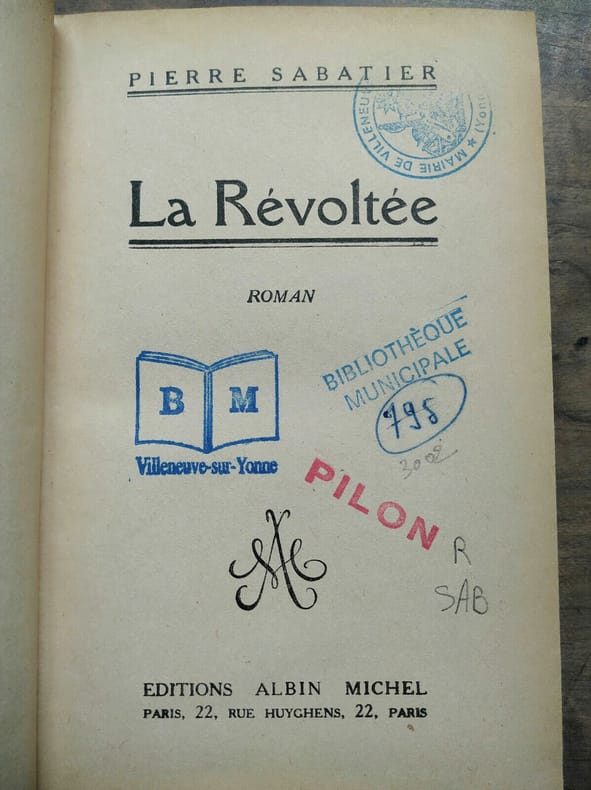 PIERRE SABATIER
MAIRIE DE VILLENEUVE
(Yonne)
La Révoltée
ROMAN
B M
Villeneuve-sur-Yonne
BIBLIOTHÈQUE
MUNICIPALE
795
PILON
R
SAB
EDITIONS ALBIN MICHEL
PARIS, 22, RUE HUYGHENS, 22, PARIS